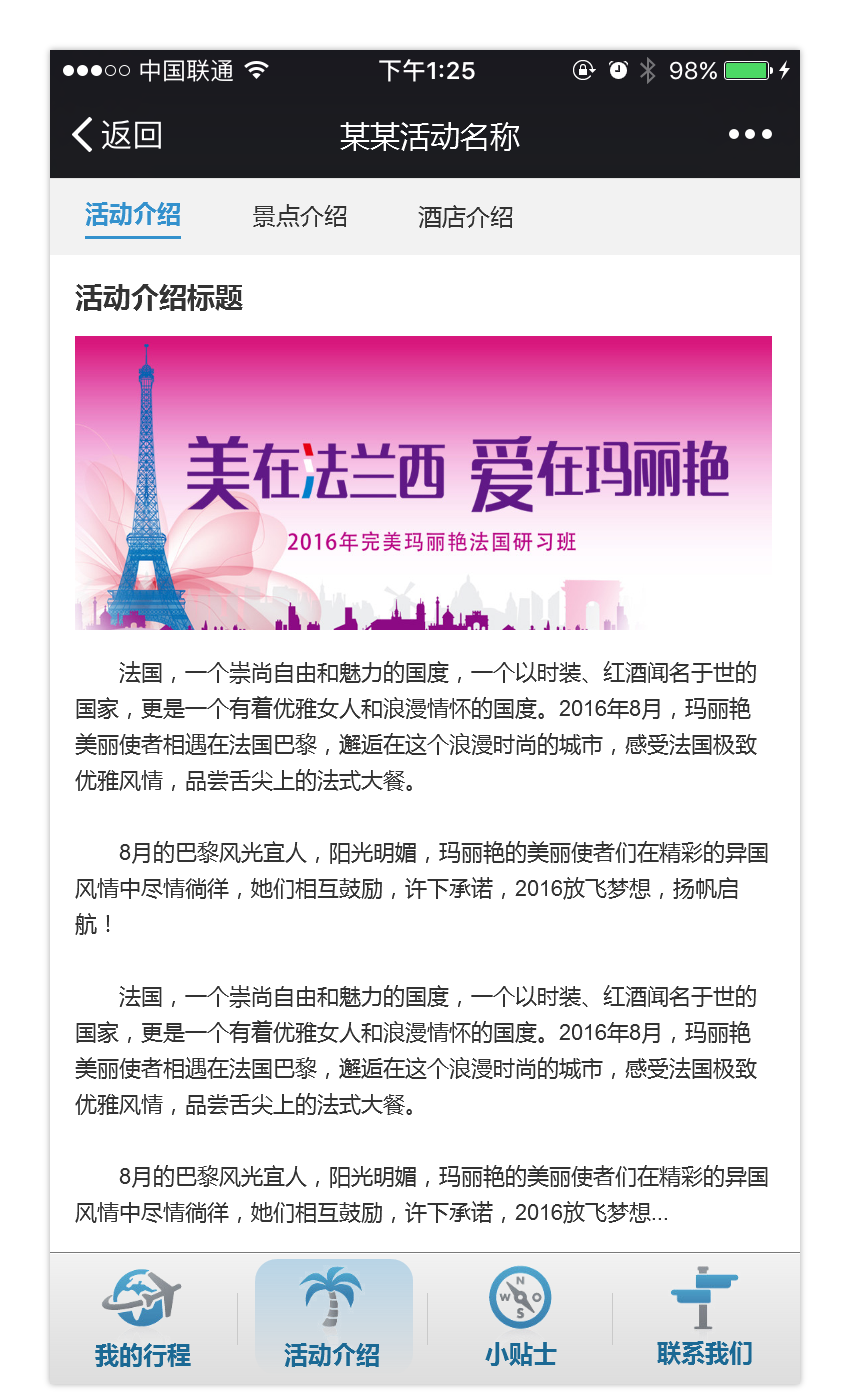 中国联通 下午1:25 98%
返回 某某活动名称
活动介绍 景点介绍 酒店介绍
活动介绍标题
美在法兰西 爱在玛丽艳
2016年完美玛丽艳法国研习班
法国，一个崇尚自由和魅力的国度，一个以时装、红酒闻名于世的
国家，更是一个有着优雅女人和浪漫情怀的国度。2016年8月，玛丽艳
美丽使者相遇在法国巴黎，邂逅在这个浪漫时尚的城市，感受法国极致
优雅风情，品尝舌尖上的法式大餐。
8月的巴黎风光宜人，阳光明媚，玛丽艳的美丽使者们在精彩的异国
风情中尽情徜徉，她们相互鼓励，许下承诺，2016放飞梦想，扬帆启
航！
法国，一个崇尚自由和魅力的国度，一个以时装、红酒闻名于世的
国家，更是一个有着优雅女人和浪漫情怀的国度。2016年8月，玛丽艳
美丽使者相遇在法国巴黎，邂逅在这个浪漫时尚的城市，感受法国极致
优雅风情，品尝舌尖上的法式大餐。
8月的巴黎风光宜人，阳光明媚，玛丽艳的美丽使者们在精彩的异国
风情中尽情徜徉，她们相互鼓励，许下承诺，2016放飞梦想...
N
W O
S
我的行程 活动介绍 小贴士 联系我们